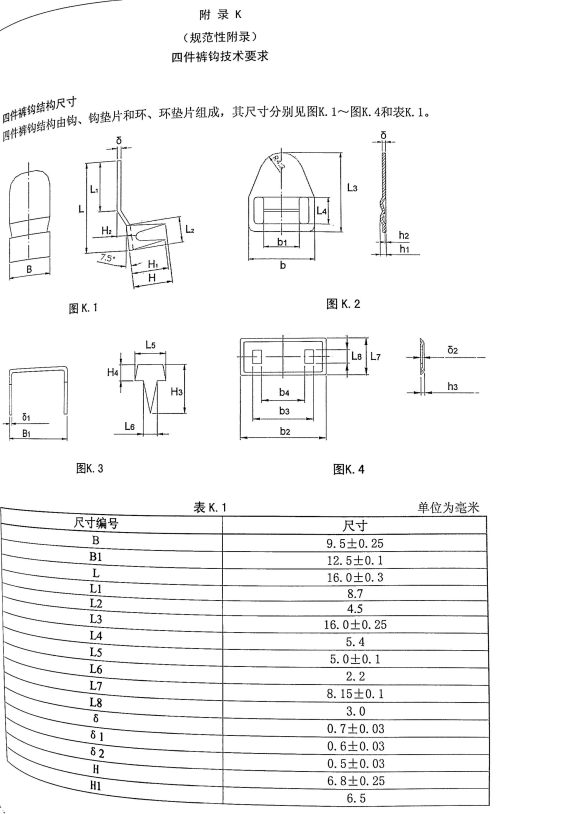 附 录 K
（规范性附录）
四件裤钩技术要求
四件裤钩结构尺寸
四件裤钩结构由钩、钩垫片和环、环垫片组成，其尺寸分别见图K.1～图K.4和表K.1。
δ
L₁
L
H₂
L₂
7.5°
H₁
H
B
图 K.1
δ
L₃
L₄
b₁
b
h₂
h₁
图 K.2
L₅
H₄
H₃
δ₁
B₁
L₆
图K.3
L₈
L₇
b₄
b₃
b₂
δ₂
h₃
图K.4
表 K.1
单位为毫米
尺寸编号 尺寸
B 9.5±0.25
B1 12.5±0.1
L 16.0±0.3
L1 8.7
L2 4.5
L3 16.0±0.25
L4 5.4
L5 5.0±0.1
L6 2.2
L7 8.15±0.1
L8 3.0
δ 0.7±0.03
δ1 0.6±0.03
δ2 0.5±0.03
H 6.8±0.25
H1 6.5